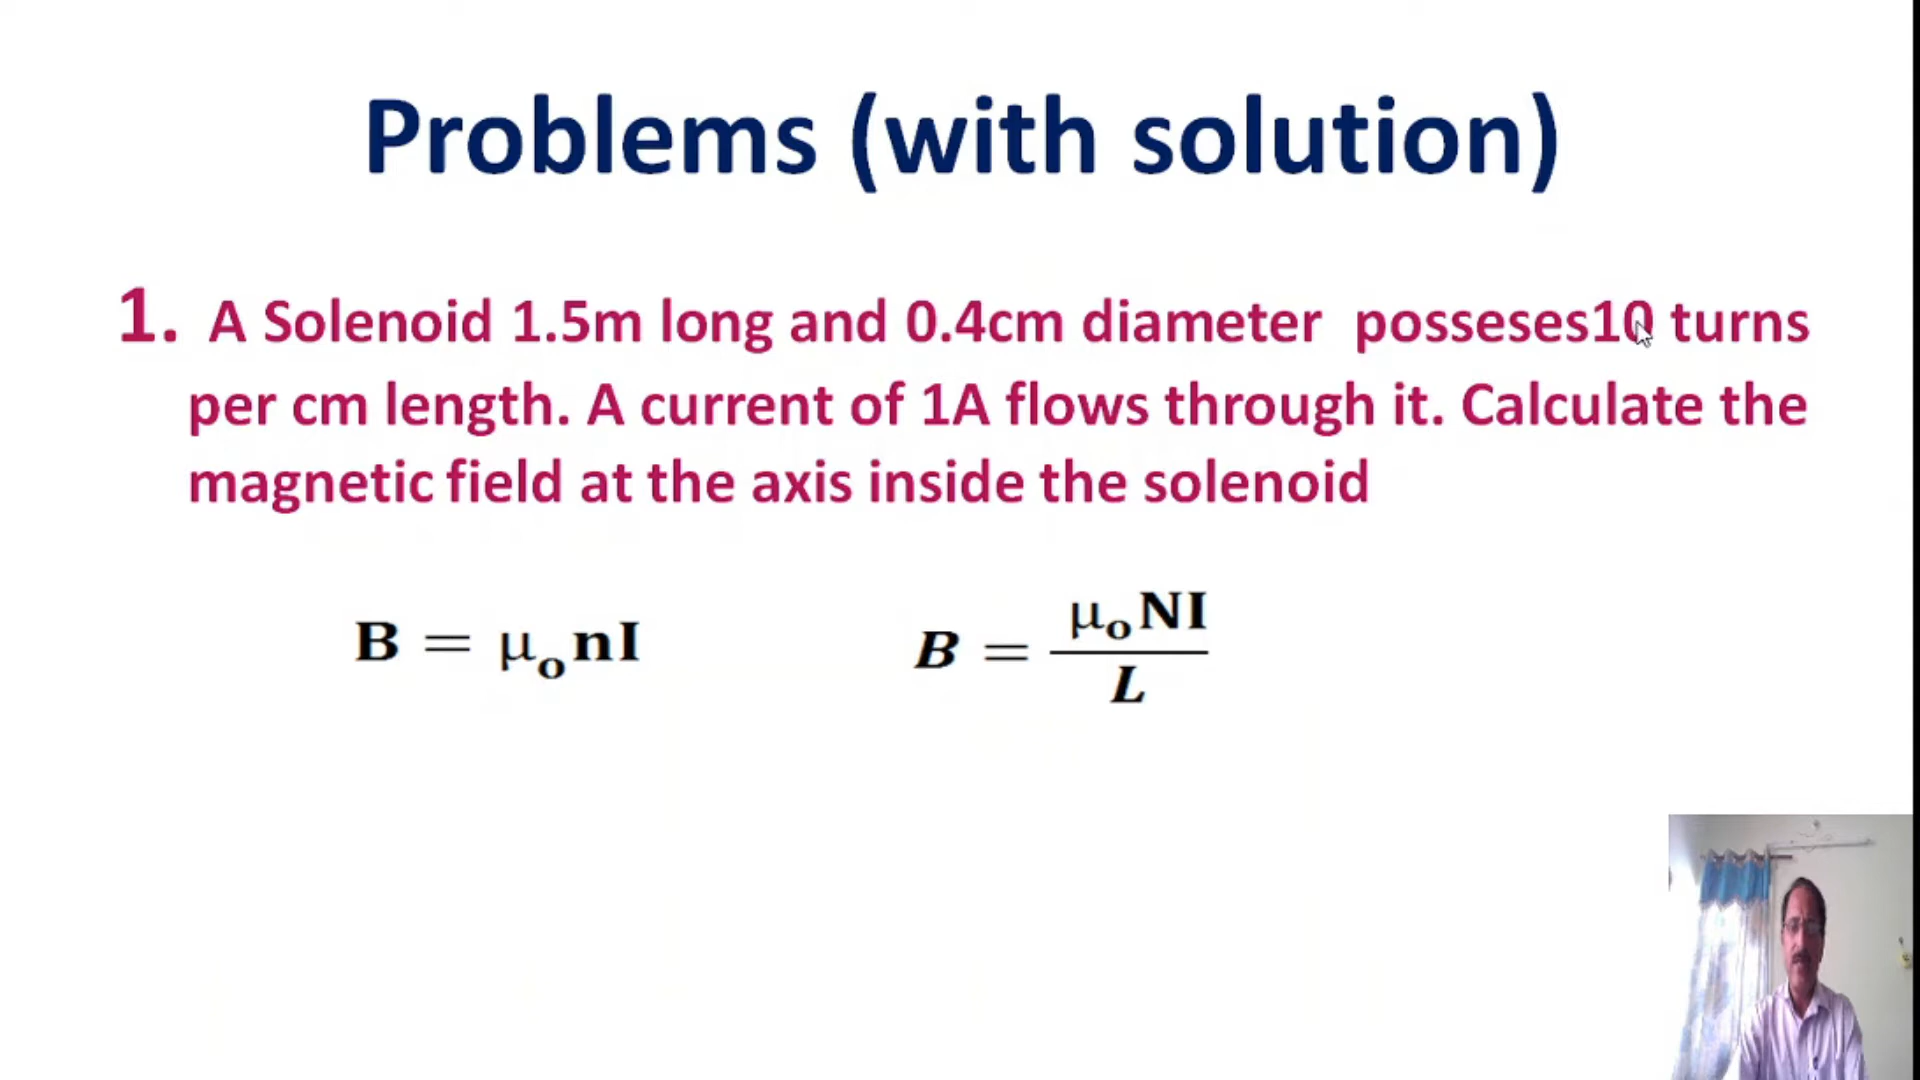 Problems (with solution)
1. A Solenoid 1.5m long and 0.4cm diameter posseses10 turns
per cm length. A current of 1A flows through it. Calculate the
magnetic field at the axis inside the solenoid
B = μₒnI
B = μₒNI / L